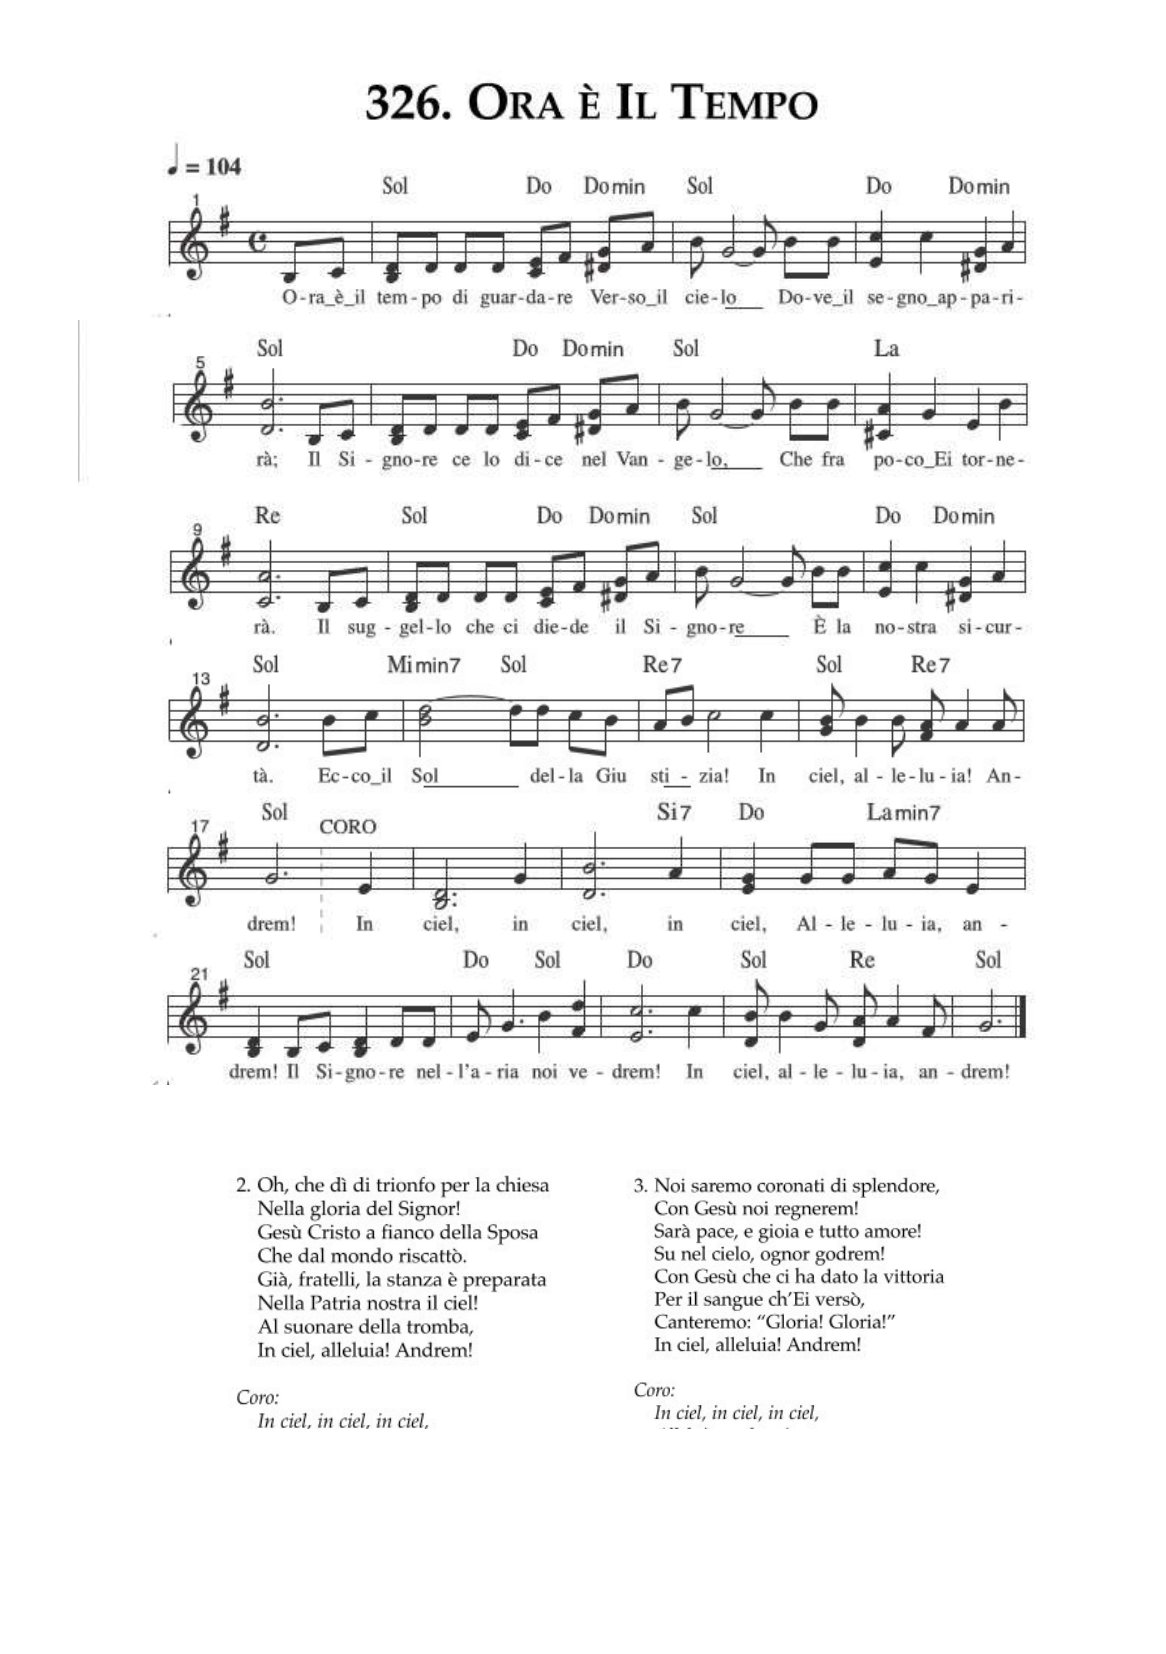 326. ORA È IL TEMPO
= 104
Sol Do Domin Sol Do Domin
1
O-ra_è_il tem-po di guar-da-re Ver-so_il cie-lo___ Do-ve_il se-gno_ap-pa-ri-
Sol Do Domin Sol La
5
rà; Il Si - gno-re ce lo di-ce nel Van - ge-lo,___ Che fra po-co_Ei tor-ne-
Re Sol Do Domin Sol Do Domin
9
rà. Il sug - gel-lo che ci die-de il Si - gno-re____ È la no-stra si-cur-
Sol Mimin7 Sol Re7 Sol Re7
13
tà. Ec-co_il Sol_______ del-la Giu sti - zia! In ciel, al - le-lu-ia! An-
Sol Si7 Do Lamin7
17 CORO
drem! In ciel, in ciel, in ciel, Al - le - lu - ia, an -
Sol Do Sol Do Sol Re Sol
21
drem! Il Si-gno-re nel-l'a-ria noi ve - drem! In ciel, al - le - lu - ia, an - drem!
2. Oh, che dì di trionfo per la chiesa
Nella gloria del Signor!
Gesù Cristo a fianco della Sposa
Che dal mondo riscattò.
Già, fratelli, la stanza è preparata
Nella Patria nostra il ciel!
Al suonare della tromba,
In ciel, alleluia! Andrem!
Coro:
In ciel, in ciel, in ciel,
3. Noi saremo coronati di splendore,
Con Gesù noi regnerem!
Sarà pace, e gioia e tutto amore!
Su nel cielo, ognor godrem!
Con Gesù che ci ha dato la vittoria
Per il sangue ch'Ei versò,
Canteremo: “Gloria! Gloria!”
In ciel, alleluia! Andrem!
Coro:
In ciel, in ciel, in ciel,